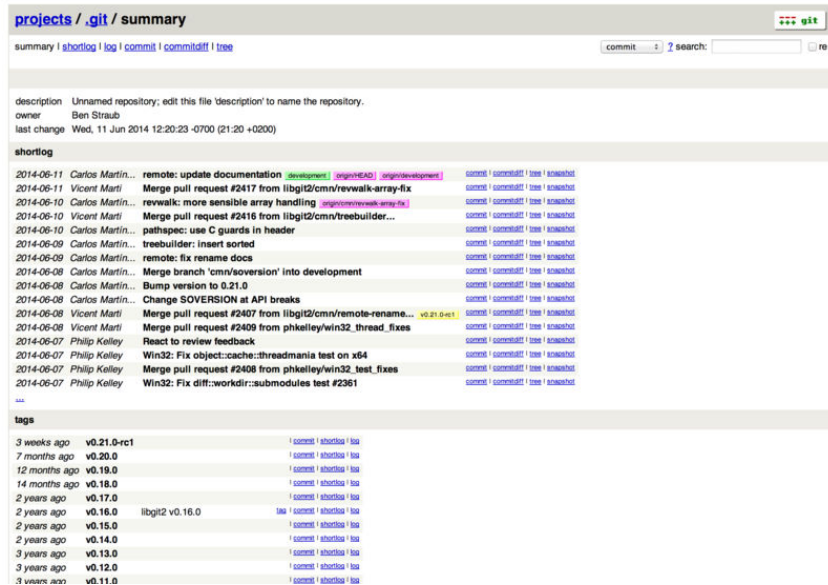 projects / .git / summary
git
summary | shortlog | log | commit | commitdiff | tree
commit ? search: re
description Unnamed repository; edit this file 'description' to name the repository.
owner Ben Straub
last change Wed, 11 Jun 2014 12:20:23 -0700 (21:20 +0200)
shortlog
2014-06-11 Carlos Martín... remote: update documentation development origin/HEAD origin/development commit | commitdiff | tree | snapshot
2014-06-11 Vicent Marti Merge pull request #2417 from libgit2/cmn/revwalk-array-fix commit | commitdiff | tree | snapshot
2014-06-10 Carlos Martín... revwalk: more sensible array handling origin/cmn/revwalk-array-fix commit | commitdiff | tree | snapshot
2014-06-10 Vicent Marti Merge pull request #2416 from libgit2/cmn/treebuilder... commit | commitdiff | tree | snapshot
2014-06-10 Carlos Martín... pathspec: use C guards in header commit | commitdiff | tree | snapshot
2014-06-09 Carlos Martín... treebuilder: insert sorted commit | commitdiff | tree | snapshot
2014-06-09 Carlos Martín... remote: fix rename docs commit | commitdiff | tree | snapshot
2014-06-08 Carlos Martín... Merge branch 'cmn/soversion' into development commit | commitdiff | tree | snapshot
2014-06-08 Carlos Martín... Bump version to 0.21.0 commit | commitdiff | tree | snapshot
2014-06-08 Carlos Martín... Change SOVERSION at API breaks commit | commitdiff | tree | snapshot
2014-06-08 Vicent Marti Merge pull request #2407 from libgit2/cmn/remote-rename... v0.21.0-rc1 commit | commitdiff | tree | snapshot
2014-06-08 Vicent Marti Merge pull request #2409 from phkelley/win32_thread_fixes commit | commitdiff | tree | snapshot
2014-06-07 Philip Kelley React to review feedback commit | commitdiff | tree | snapshot
2014-06-07 Philip Kelley Win32: Fix object::cache::threadmania test on x64 commit | commitdiff | tree | snapshot
2014-06-07 Philip Kelley Merge pull request #2408 from phkelley/win32_test_fixes commit | commitdiff | tree | snapshot
2014-06-07 Philip Kelley Win32: Fix diff::workdir::submodules test #2361 commit | commitdiff | tree | snapshot
...
tags
3 weeks ago v0.21.0-rc1 | commit | shortlog | log
7 months ago v0.20.0 | commit | shortlog | log
12 months ago v0.19.0 | commit | shortlog | log
14 months ago v0.18.0 | commit | shortlog | log
2 years ago v0.17.0 | commit | shortlog | log
2 years ago v0.16.0 libgit2 v0.16.0 tag | commit | shortlog | log
2 years ago v0.15.0 | commit | shortlog | log
2 years ago v0.14.0 | commit | shortlog | log
3 years ago v0.13.0 | commit | shortlog | log
3 years ago v0.12.0 | commit | shortlog | log
3 years ago v0.11.0 | commit | shortlog | log